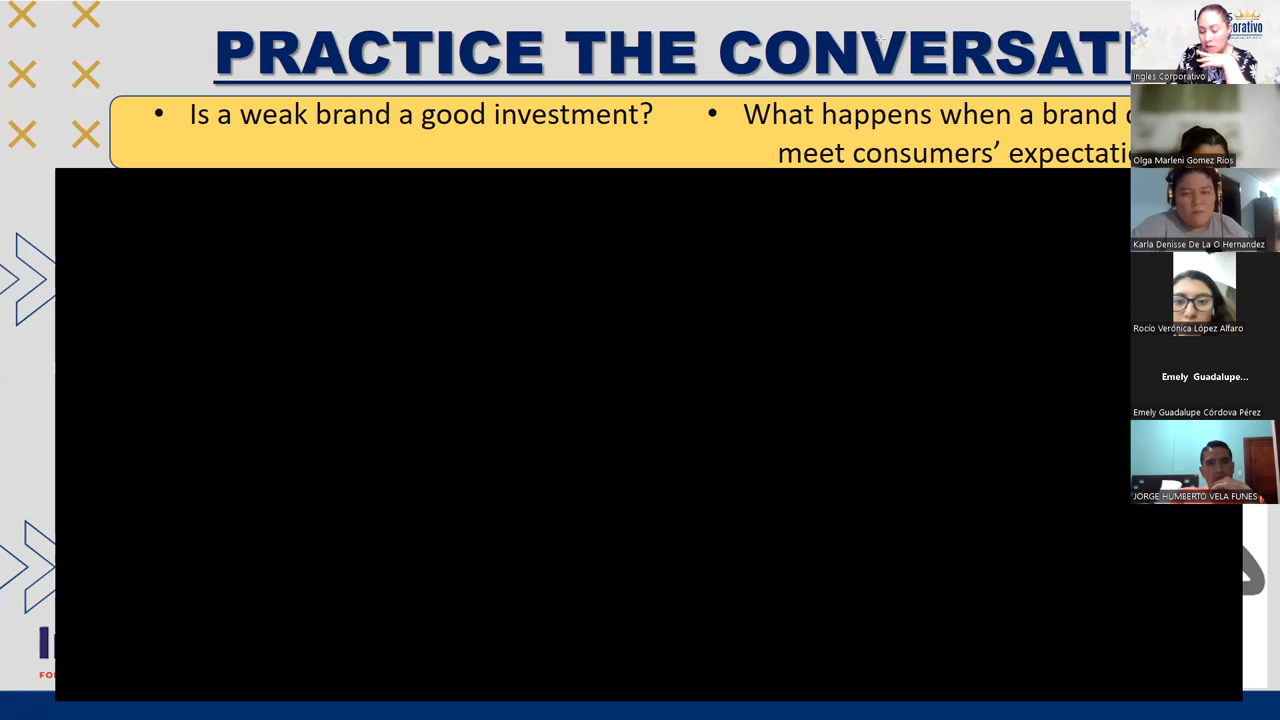 PRACTICE THE CONVERSATI
• Is a weak brand a good investment?
• What happens when a brand
meet consumers’ expectati
orativo
Ingles Corporativo
Olga Marleni Gomez Rios
Karla Denisse De La O Hernandez
Rocío Verónica López Alfaro
Emely Guadalupe...
Emely Guadalupe Córdova Pérez
JORGE HUMBERTO VELA FUNES